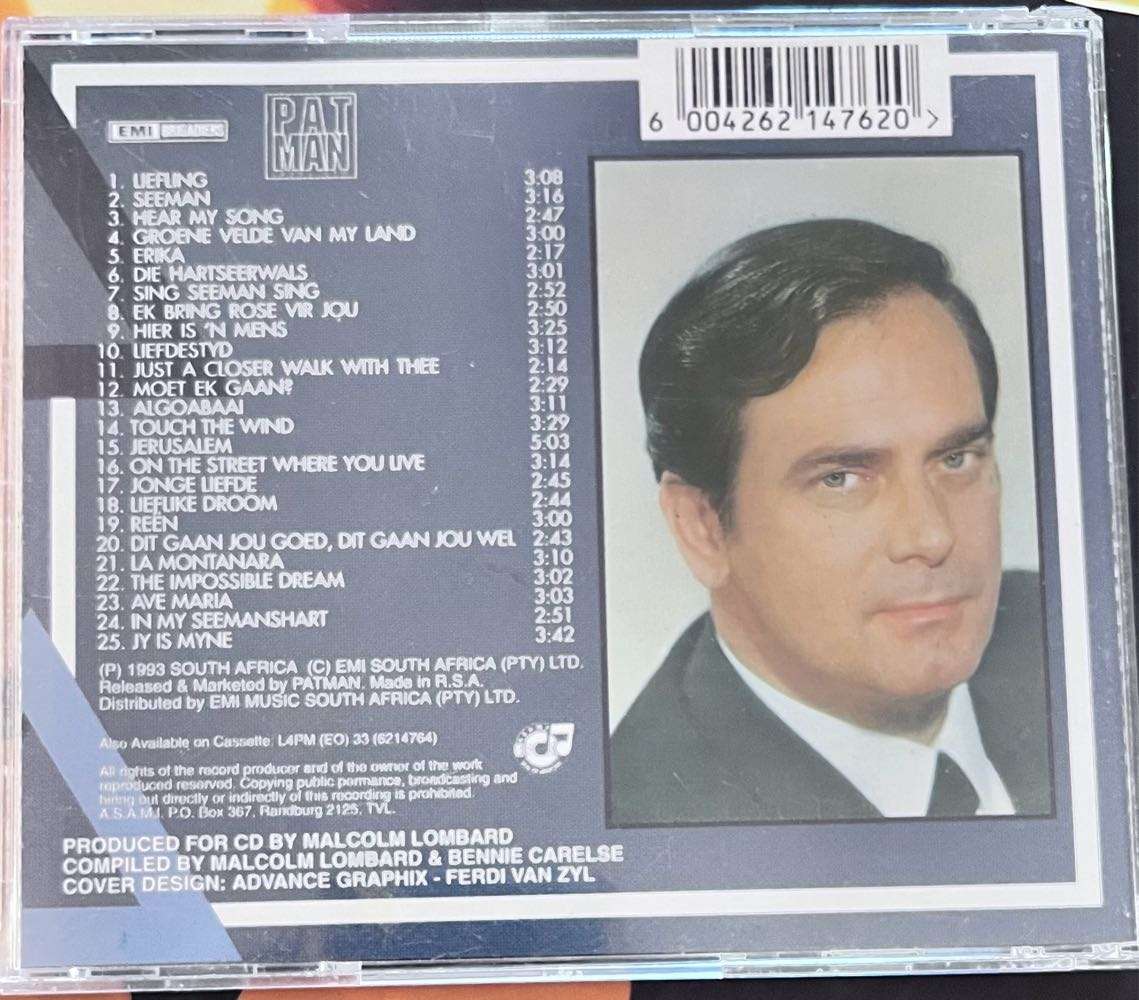 6 004262 147620 >
EMI BRIGADIERS
PAT
MAN
1. LIEFLING 3:08
2. SEEMAN 3:16
3. HEAR MY SONG 2:47
4. GROENE VELDE VAN MY LAND 3:00
5. ERIKA 2:17
6. DIE HARTSEERWALS 3:01
7. SING SEEMAN SING 2:52
8. EK BRING ROSE VIR JOU 2:50
9. HIER IS 'N MENS 3:25
10. LIEFDESTYD 3:12
11. JUST A CLOSER WALK WITH THEE 2:14
12. MOET EK GAAN? 2:29
13. ALGOABAAI 3:11
14. TOUCH THE WIND 3:29
15. JERUSALEM 5:03
16. ON THE STREET WHERE YOU LIVE 3:14
17. JONGE LIEFDE 2:45
18. LIEFLIKE DROOM 2:44
19. REËN 3:00
20. DIT GAAN JOU GOED, DIT GAAN JOU WEL 2:43
21. LA MONTANARA 3:10
22. THE IMPOSSIBLE DREAM 3:02
23. AVE MARIA 3:03
24. IN MY SEEMANSHART 2:51
25. JY IS MYNE 3:42
(P) 1993 SOUTH AFRICA (C) EMI SOUTH AFRICA (PTY) LTD.
Released & Marketed by PATMAN. Made in R.S.A.
Distributed by EMI MUSIC SOUTH AFRICA (PTY) LTD.
Also Available on Cassette: L4PM (EO) 33 (6214764)
All rights of the record producer and of the owner of the work
reproduced reserved. Copying public permance, broadcasting and
hiring out directly or indirectly of this recording is prohibited.
A.S.A.M.I. P.O. Box 367, Randburg 2125, TVL.
PRODUCED FOR CD BY MALCOLM LOMBARD
COMPILED BY MALCOLM LOMBARD & BENNIE CARELSE
COVER DESIGN: ADVANCE GRAPHIX - FERDI VAN ZYL